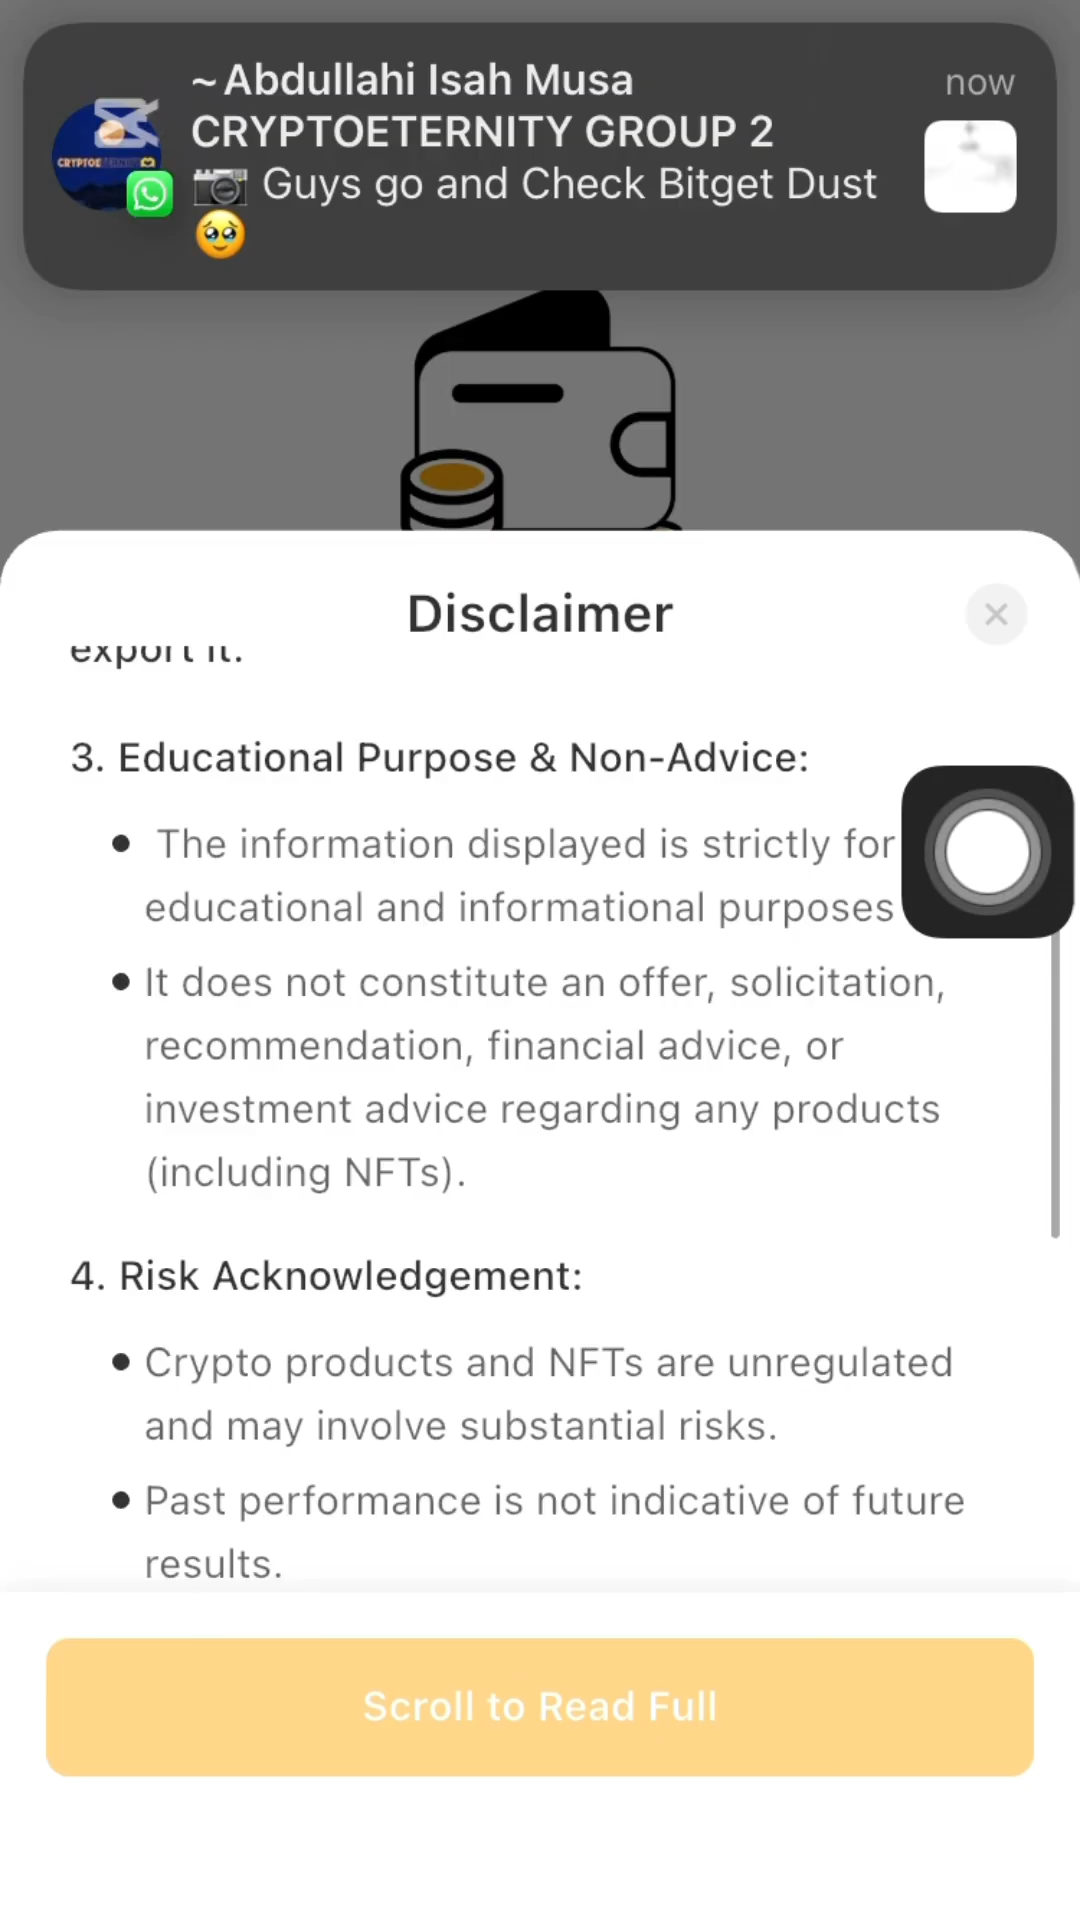 ~ Abdullahi Isah Musa
now
CRYPTOETERNITY GROUP 2
📷 Guys go and Check Bitget Dust
🥹
Disclaimer
export it.
3. Educational Purpose & Non-Advice:
The information displayed is strictly for
educational and informational purposes
It does not constitute an offer, solicitation,
recommendation, financial advice, or
investment advice regarding any products
(including NFTs).
4. Risk Acknowledgement:
Crypto products and NFTs are unregulated
and may involve substantial risks.
Past performance is not indicative of future
results.
Scroll to Read Full